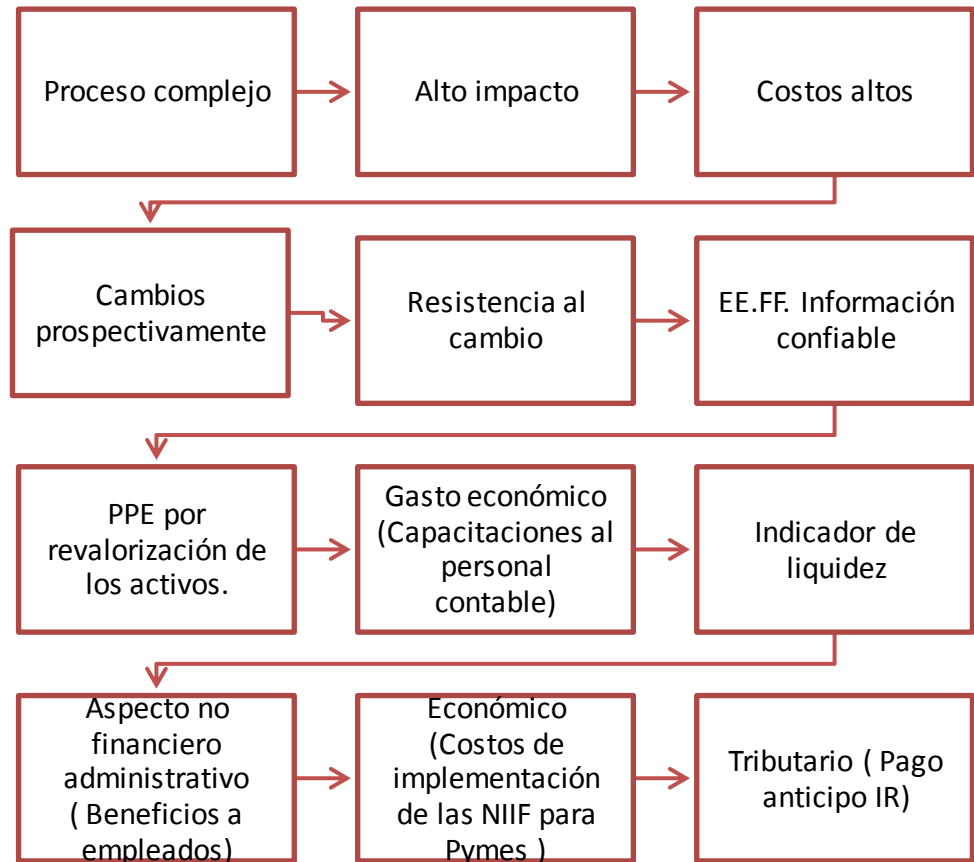 Proceso complejo
Alto impacto
Costos altos
Cambios
prospectivamente
Resistencia al
cambio
EE.FF. Información
confiable
PPE por
revalorización de
los activos.
Gasto económico
(Capacitaciones al
personal
contable)
Indicador de
liquidez
Aspecto no
financiero
administrativo
( Beneficios a
empleados)
Económico
(Costos de
implementación
de las NIIF para
Pymes )
Tributario ( Pago
anticipo IR)